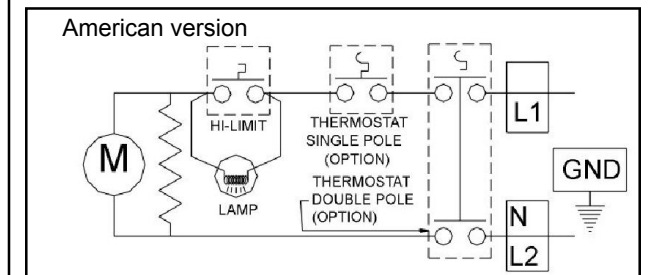 American version
L1
HI-LIMIT
THERMOSTAT
SINGLE POLE
(OPTION)
M
GND
THERMOSTAT
DOUBLE POLE
(OPTION)
LAMP
N
L2